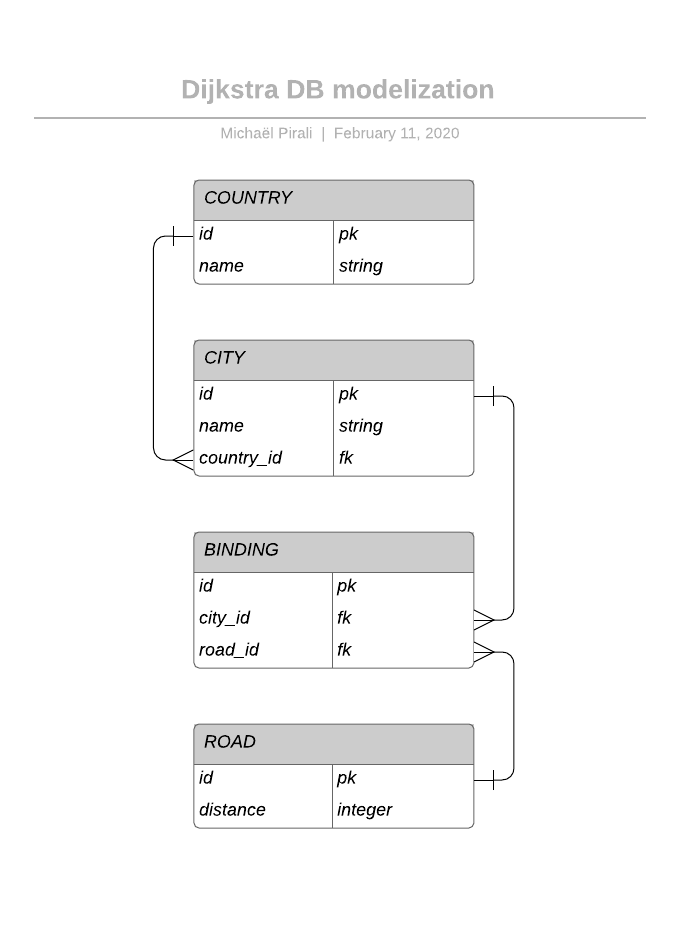 Dijkstra DB modelization
Michaël Pirali | February 11, 2020
COUNTRY
id pk
name string
CITY
id pk
name string
country_id fk
BINDING
id pk
city_id fk
road_id fk
ROAD
id pk
distance integer